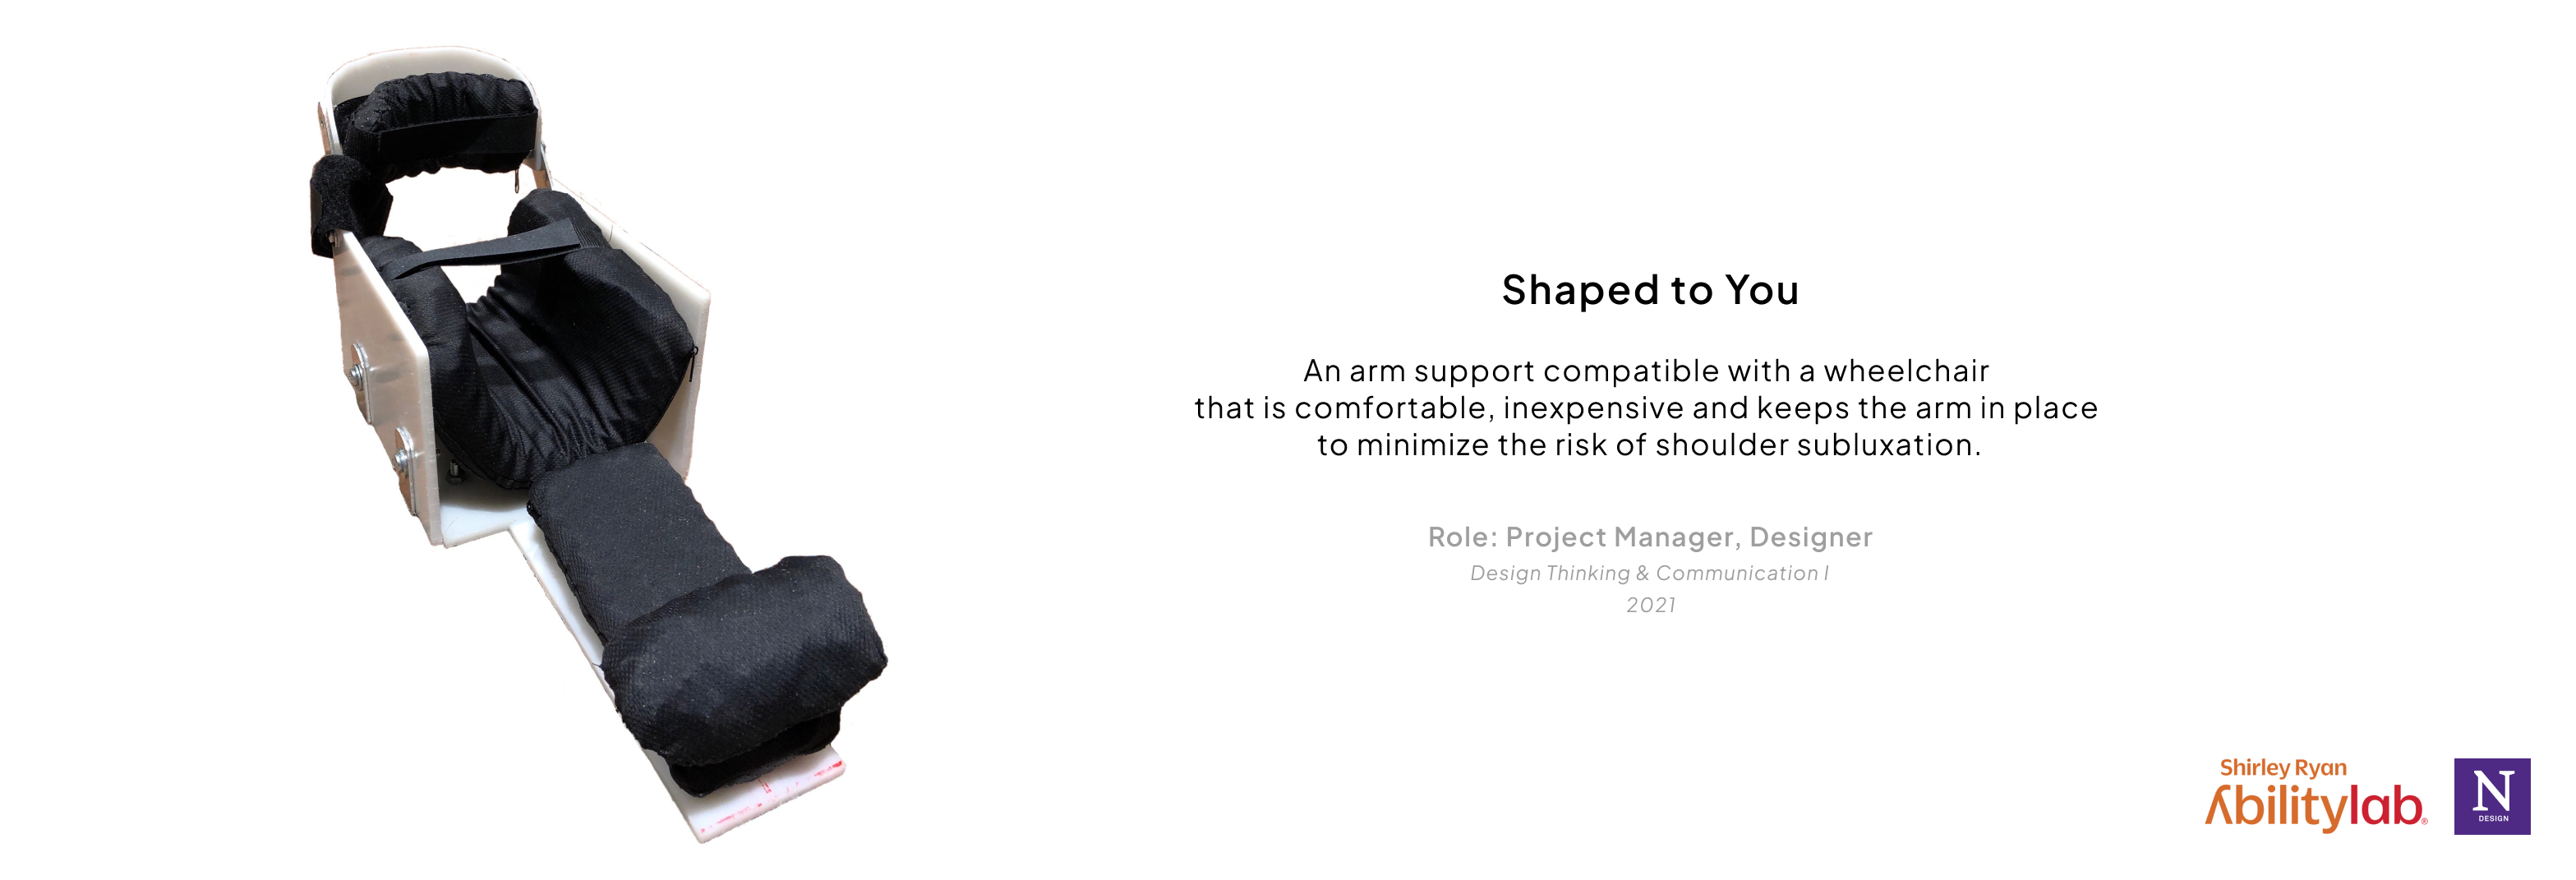 Shaped to You
An arm support compatible with a wheelchair
that is comfortable, inexpensive and keeps the arm in place
to minimize the risk of shoulder subluxation.
Role: Project Manager, Designer
Design Thinking & Communication I
2021
Shirley Ryan
Abilitylab®
N
DESIGN